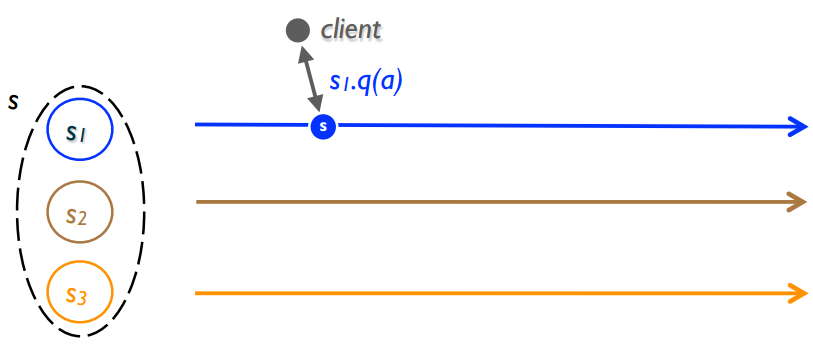 client
s₁.q(a)
s
s₁
s
s₂
s₃